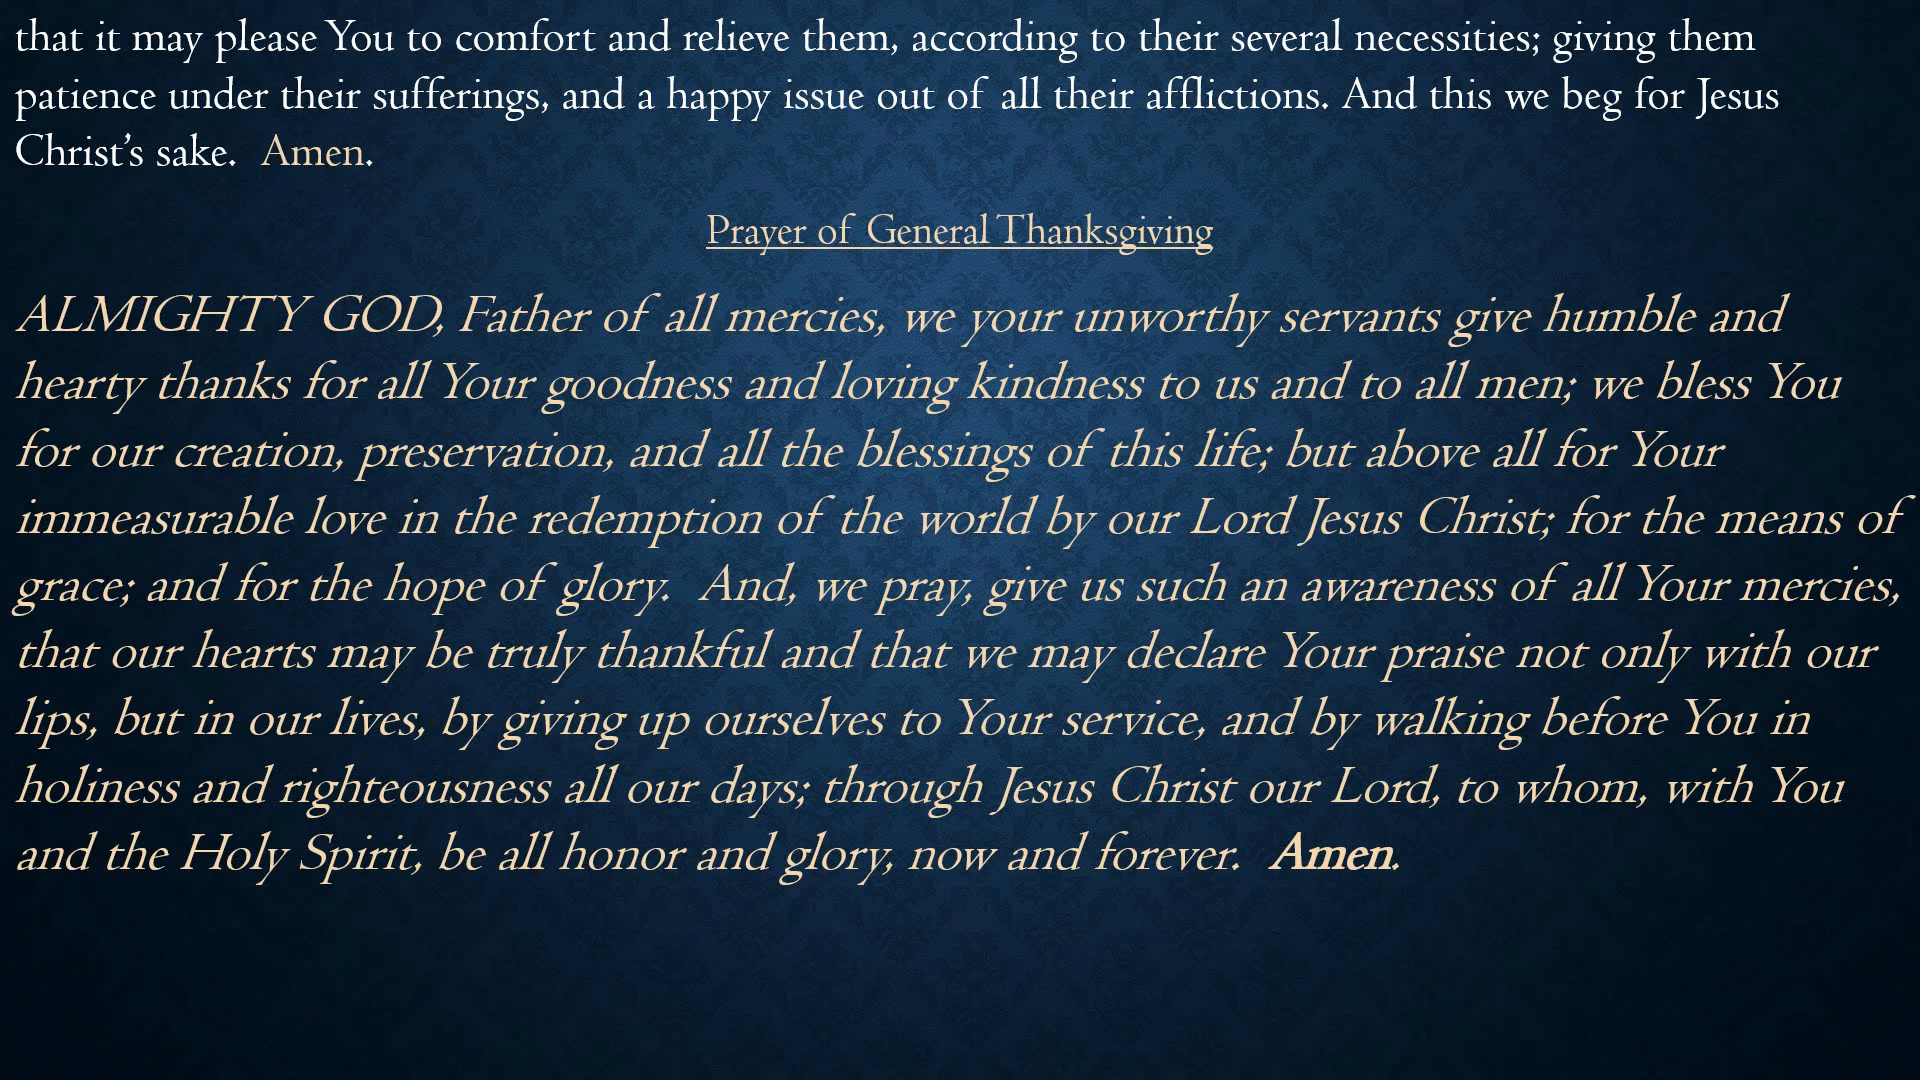 that it may please You to comfort and relieve them, according to their several necessities; giving them
patience under their sufferings, and a happy issue out of all their afflictions. And this we beg for Jesus
Christ’s sake.  Amen.
Prayer of General Thanksgiving
ALMIGHTY GOD, Father of all mercies, we your unworthy servants give humble and
hearty thanks for all Your goodness and loving kindness to us and to all men; we bless You
for our creation, preservation, and all the blessings of this life; but above all for Your
immeasurable love in the redemption of the world by our Lord Jesus Christ; for the means of
grace; and for the hope of glory.  And, we pray, give us such an awareness of all Your mercies,
that our hearts may be truly thankful and that we may declare Your praise not only with our
lips, but in our lives, by giving up ourselves to Your service, and by walking before You in
holiness and righteousness all our days; through Jesus Christ our Lord, to whom, with You
and the Holy Spirit, be all honor and glory, now and forever.  Amen.